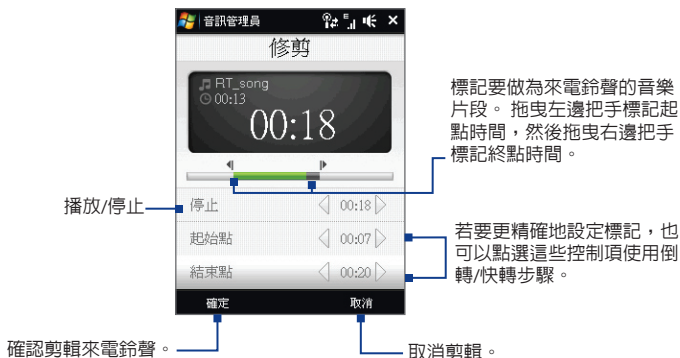 音訊管理員
修剪
RT_song
00:13
00:18
標記要做為來電鈴聲的音樂
片段。 拖曳左邊把手標記起
點時間,然後拖曳右邊把手
標記終點時間。
播放/停止
停止 00:18
起始點 00:07
結束點 00:20
若要更精確地設定標記,也
可以點選這些控制項使用倒
轉/快轉步驟。
確定 取消
確認剪輯來電鈴聲。
取消剪輯。